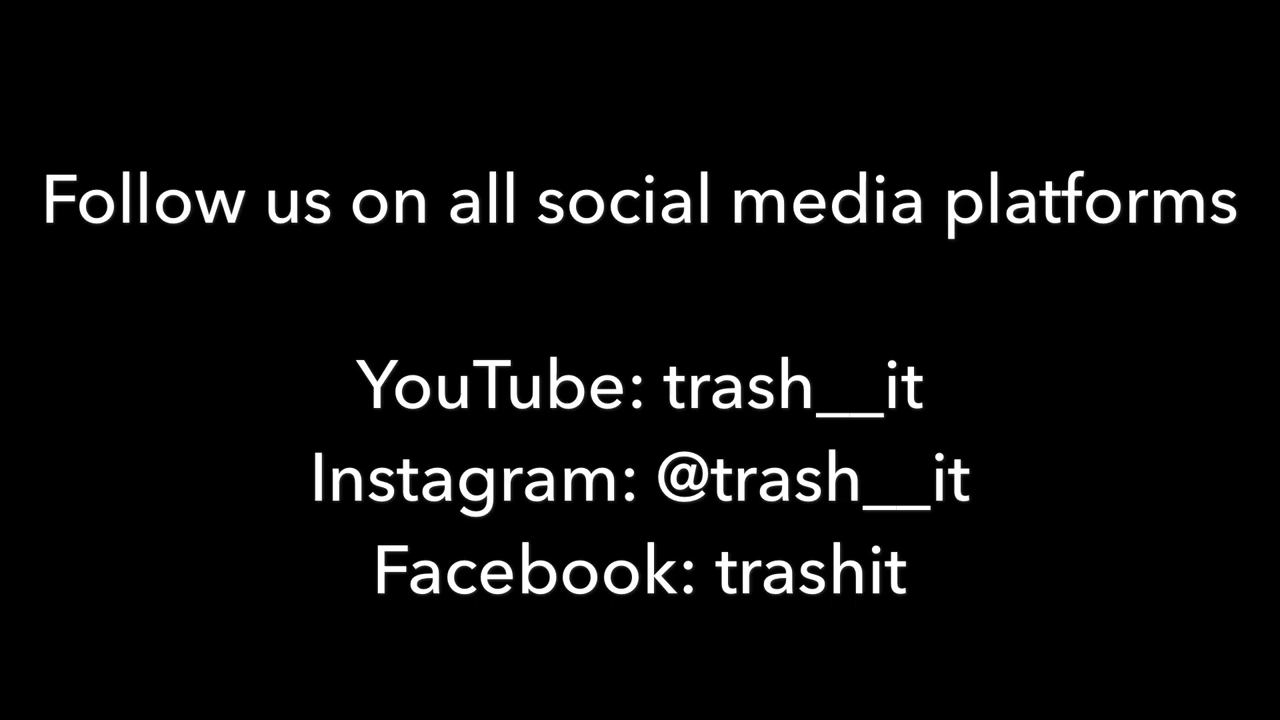 Follow us on all social media platforms
YouTube: trash__it
Instagram: @trash__it
Facebook: trashit